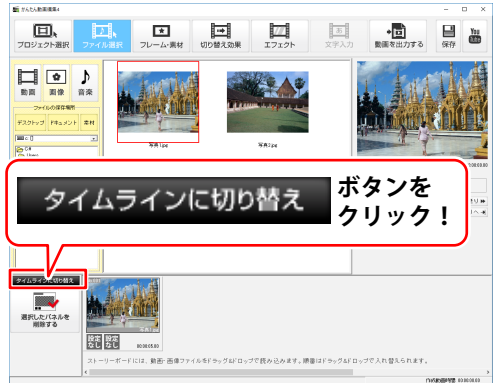 かんたん動画編集4
プロジェクト選択
ファイル選択
フレーム・素材
切り替え効果
エフェクト
文字入力
動画を出力する
保存
You
Tube
動画
画像
音楽
ファイルの保存場所
デスクトップ
ドキュメント
素材
写真1.jpg
写真2.jpg
タイムラインに切り替え
ボタンを
クリック！
タイムラインに切り替え
選択したパネルを
削除する
設定
なし
設定
なし
00:00:05.00
ストーリーボードには、動画・画像ファイルをドラッグ&ドロップで読み込みます。順番はドラッグ&ドロップで入れ替えられます。
00:00:00.00